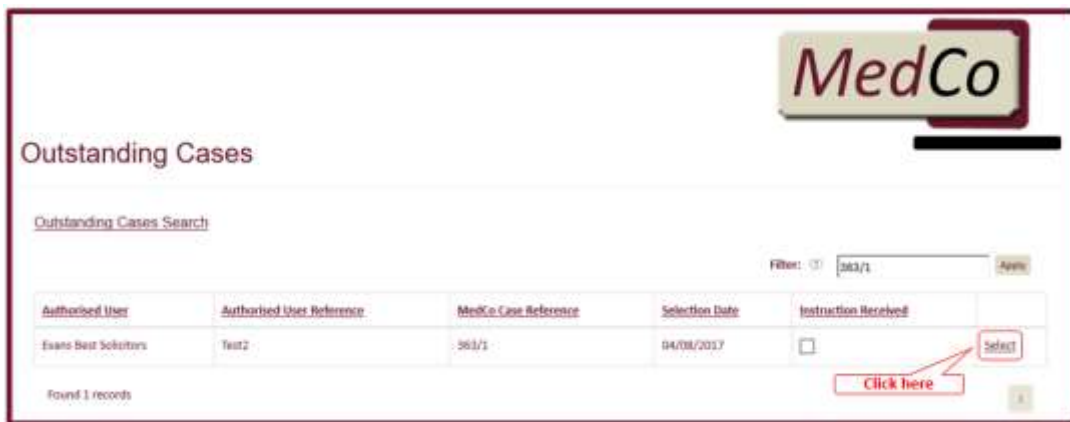 MedCo
Outstanding Cases
Outstanding Cases Search
Filter: 363/1 Apply
Authorised User Authorised User Reference MedCo Case Reference Selection Date Instruction Received
Evans Best Solicitors Test2 363/1 04/08/2017 Select
Click here
Found 1 records 1